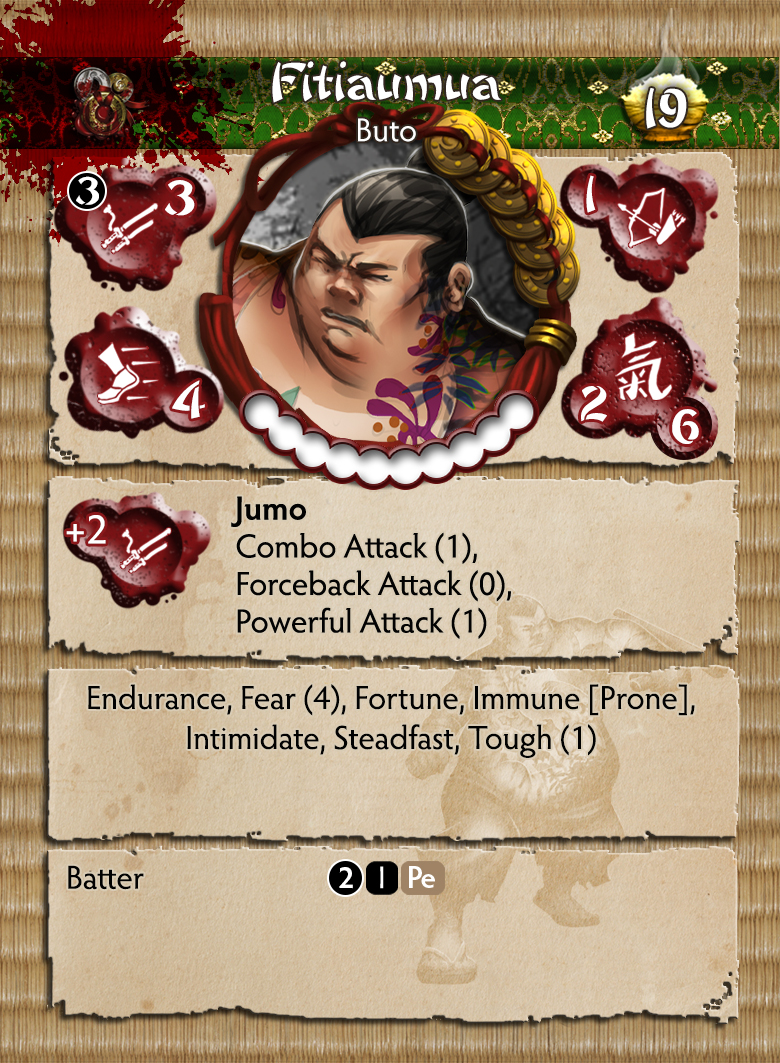 Fitiaumua
19
Buto
3 3
1
4
氣
2 6
+2
Jumo
Combo Attack (1),
Forceback Attack (0),
Powerful Attack (1)
Endurance, Fear (4), Fortune, Immune [Prone],
Intimidate, Steadfast, Tough (1)
Batter 2 1 Pe